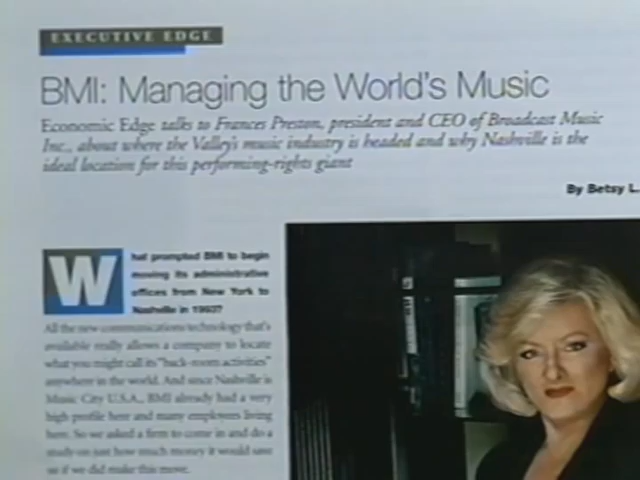 EXECUTIVE EDGE
BMI: Managing the World's Music
Economic Edge talks to Frances Preston, president and CEO of Broadcast Music
Inc., about where the Valley's music industry is headed and why Nashville is the
ideal location for this performing-rights giant
By Betsy L.
What prompted BMI to begin
moving its administrative
offices from New York to
Nashville in
All the new communications technology that's
available really allows a company to locate
what you might call its "back-room activities"
anywhere in the world. And since Nashville is
Music City U.S.A., BMI already had a very
high profile here and many employees living
here. So we asked a firm to come in and do a
study on just how much money it would save
us if we did make this move.